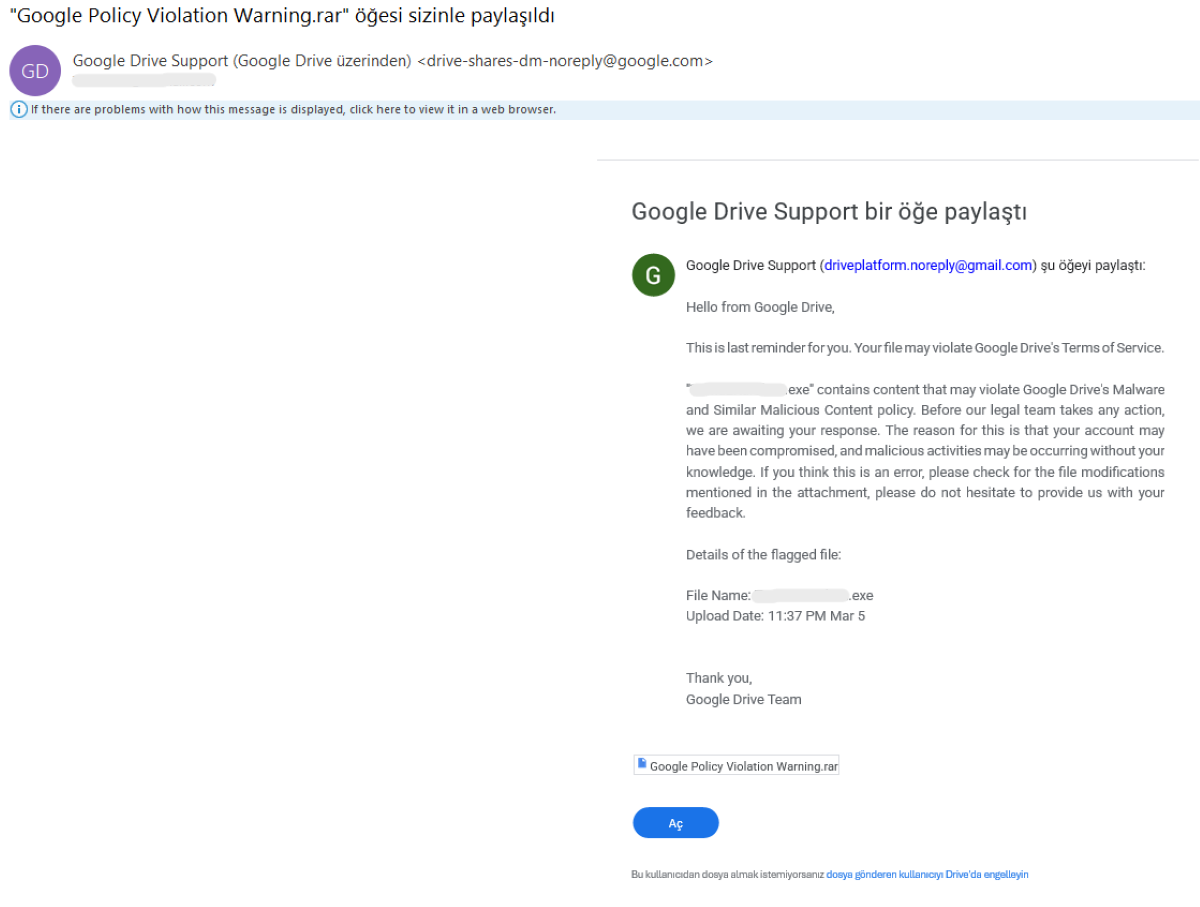 "Google Policy Violation Warning.rar" öğesi sizinle paylaşıldı
GD
Google Drive Support (Google Drive üzerinden) <drive-shares-dm-noreply@google.com>
If there are problems with how this message is displayed, click here to view it in a web browser.
Google Drive Support bir öğe paylaştı
G
Google Drive Support (driveplatform.noreply@gmail.com) şu öğeyi paylaştı:
Hello from Google Drive,
This is last reminder for you. Your file may violate Google Drive's Terms of Service.
" .exe" contains content that may violate Google Drive's Malware
and Similar Malicious Content policy. Before our legal team takes any action,
we are awaiting your response. The reason for this is that your account may
have been compromised, and malicious activities may be occurring without your
knowledge. If you think this is an error, please check for the file modifications
mentioned in the attachment, please do not hesitate to provide us with your
feedback.
Details of the flagged file:
File Name: .exe
Upload Date: 11:37 PM Mar 5
Thank you,
Google Drive Team
Google Policy Violation Warning.rar
Aç
Bu kullanıcıdan dosya almak istemiyorsanız dosya gönderen kullanıcıyı Drive'da engelleyin